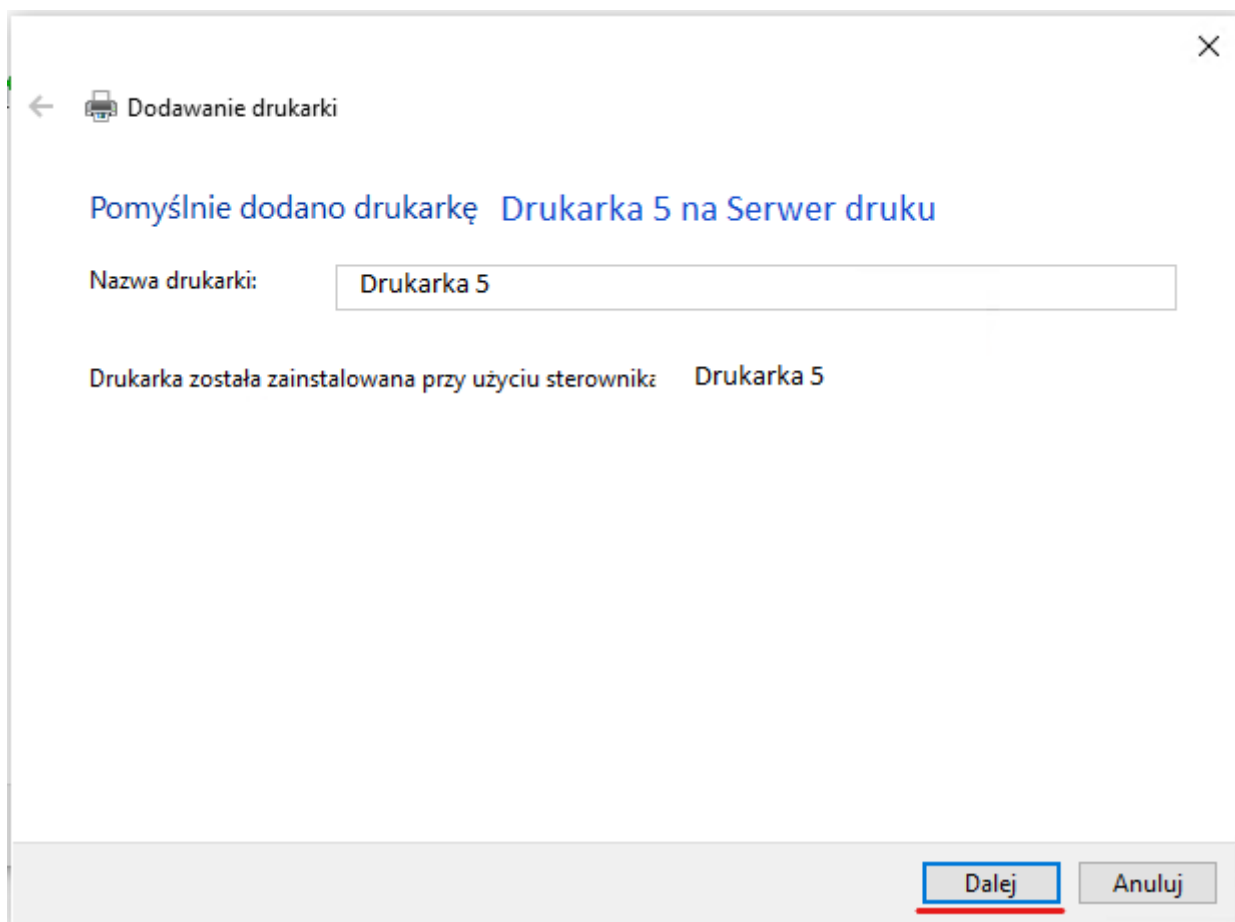 Dodawanie drukarki
Pomyślnie dodano drukarkę Drukarka 5 na Serwer druku
Nazwa drukarki: Drukarka 5
Drukarka została zainstalowana przy użyciu sterownika Drukarka 5
Dalej Anuluj